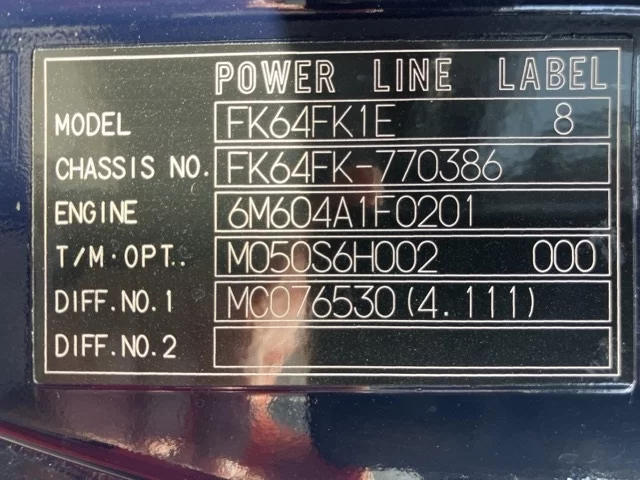 POWER LINE LABEL
MODEL FK64FK1E 8
CHASSIS NO. FK64FK-770386
ENGINE 6M604A1F0201
T/M·OPT.. M050S6H002 000
DIFF.NO.1 MC076530(4.111)
DIFF.NO.2